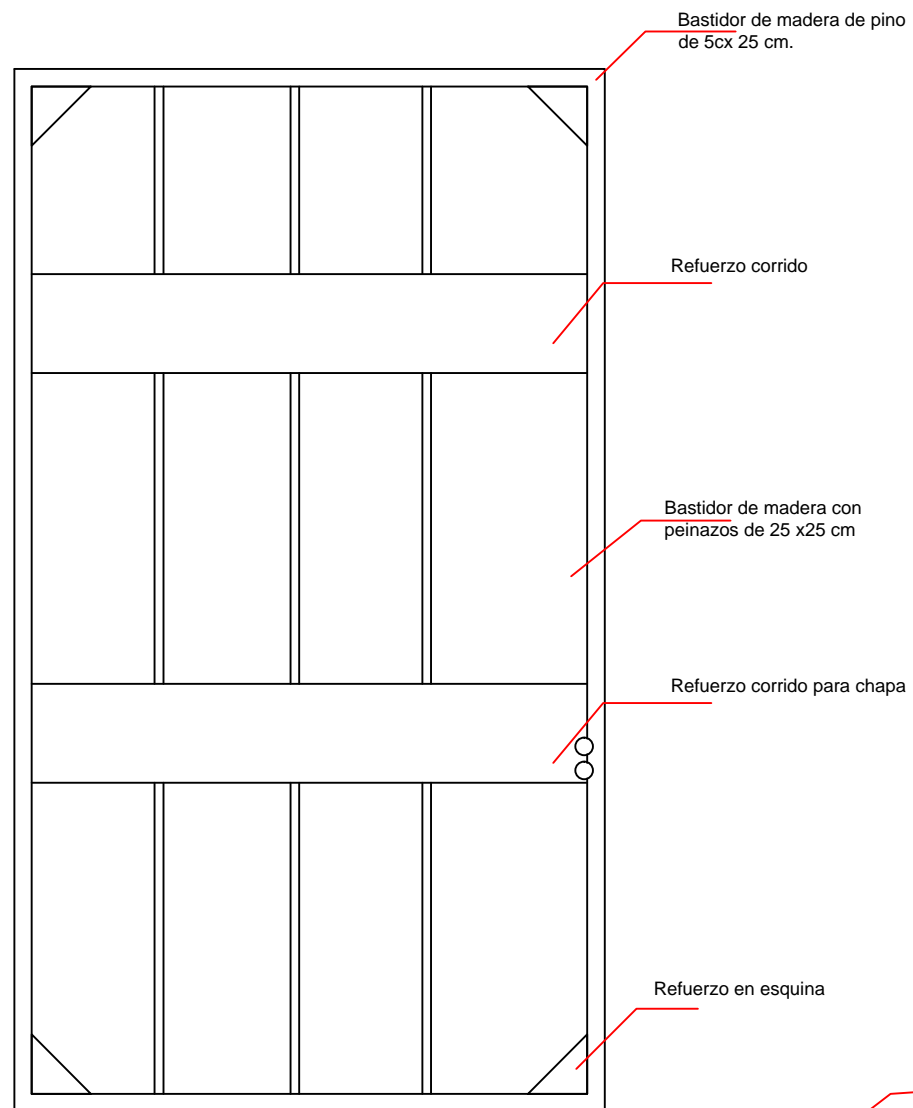 Bastidor de madera de pino
de 5cx 25 cm.
Refuerzo corrido
Bastidor de madera con
peinazos de 25 x25 cm
Refuerzo corrido para chapa
Refuerzo en esquina